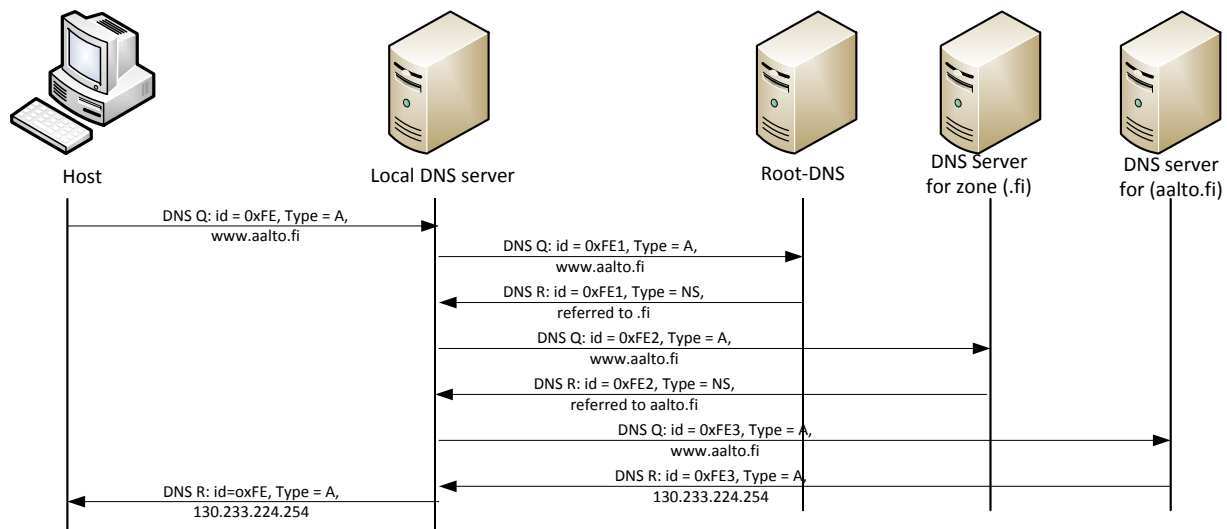 Host
Local DNS server
Root-DNS
DNS Server
for zone (.fi)
DNS server
for (aalto.fi)
DNS Q: id = 0xFE, Type = A,
www.aalto.fi
DNS Q: id = 0xFE1, Type = A,
www.aalto.fi
DNS R: id = 0xFE1, Type = NS,
referred to .fi
DNS Q: id = 0xFE2, Type = A,
www.aalto.fi
DNS R: id = 0xFE2, Type = NS,
referred to aalto.fi
DNS Q: id = 0xFE3, Type = A,
www.aalto.fi
DNS R: id = 0xFE3, Type = A,
130.233.224.254
DNS R: id=oxFE, Type = A,
130.233.224.254